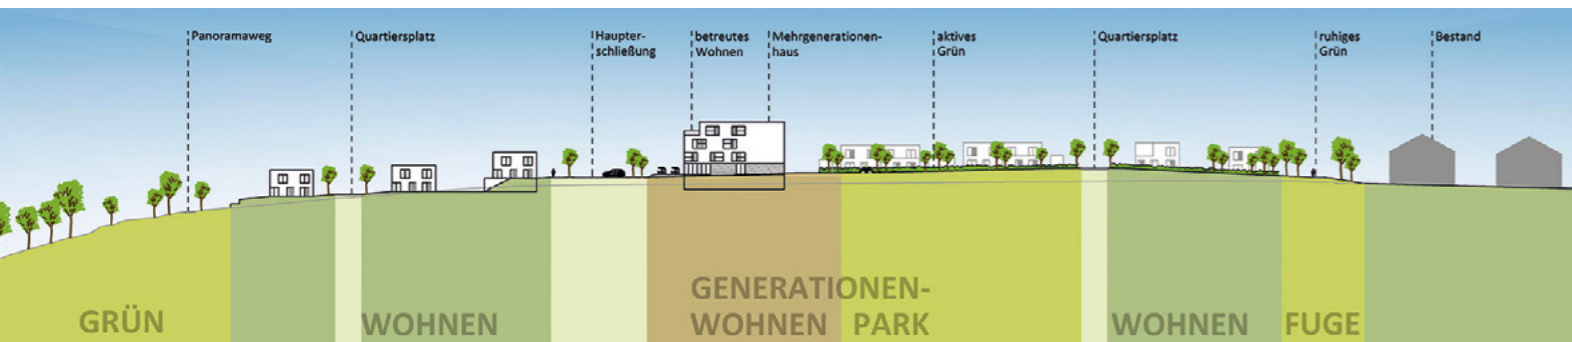 Panoramaweg
Quartiersplatz
Haupter-
schließung
betreutes
Wohnen
Mehrgenerationen-
haus
aktives
Grün
Quartiersplatz
ruhiges
Grün
Bestand
GRÜN
WOHNEN
GENERATIONEN-
WOHNEN PARK
WOHNEN
FUGE